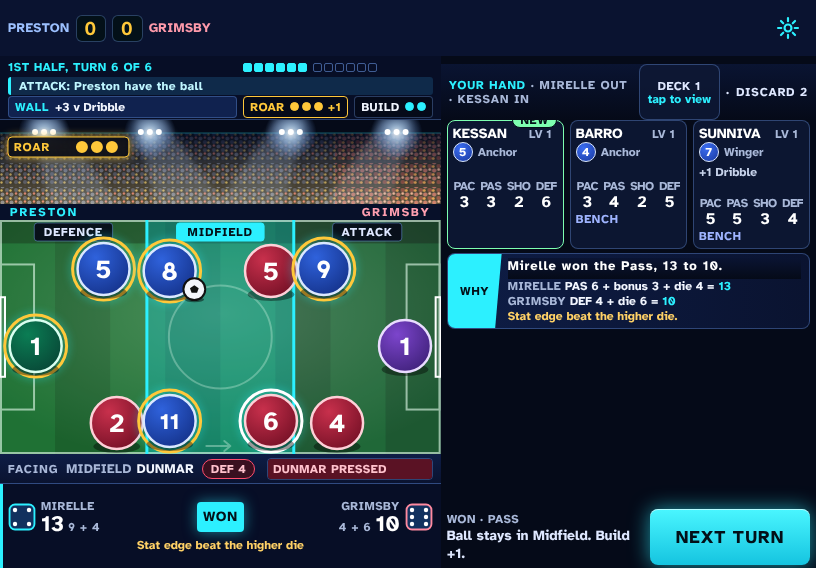 PRESTON 0 0 GRIMSBY
1ST HALF, TURN 6 OF 6
ATTACK: Preston have the ball
WALL +3 v Dribble
ROAR +1
BUILD
ROAR
PRESTON GRIMSBY
DEFENCE MIDFIELD ATTACK
5 8 5 9
1 1
2 11 6 4
FACING MIDFIELD DUNMAR DEF 4 DUNMAR PRESSED
MIRELLE
13 9 + 4
WON
GRIMSBY
4 + 6 10
Stat edge beat the higher die
YOUR HAND · MIRELLE OUT
· KESSAN IN
DECK 1
tap to view
· DISCARD 2
NEW
KESSAN LV 1
5 Anchor
PAC PAS SHO DEF
3 3 2 6
BARRO LV 1
4 Anchor
PAC PAS SHO DEF
3 4 2 5
BENCH
SUNNIVA LV 1
7 Winger
+1 Dribble
PAC PAS SHO DEF
5 5 3 4
BENCH
WHY
Mirelle won the Pass, 13 to 10.
MIRELLE PAS 6 + bonus 3 + die 4 = 13
GRIMSBY DEF 4 + die 6 = 10
Stat edge beat the higher die.
WON · PASS
Ball stays in Midfield. Build
+1.
NEXT TURN